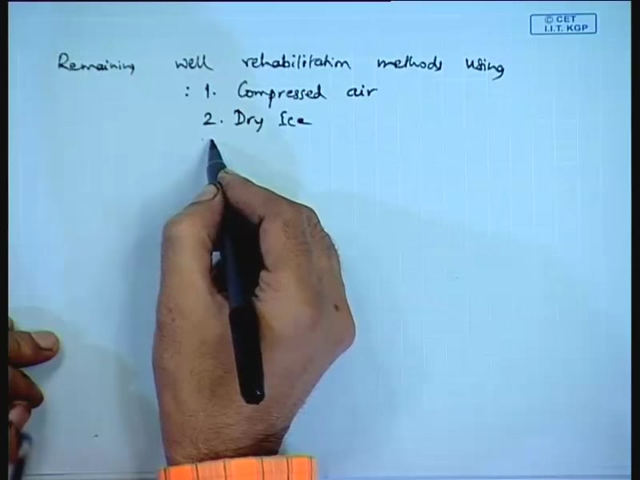 © CET
I.I.T. KGP
Remaining well rehabilitation methods using
: 1. Compressed air
2. Dry Ice